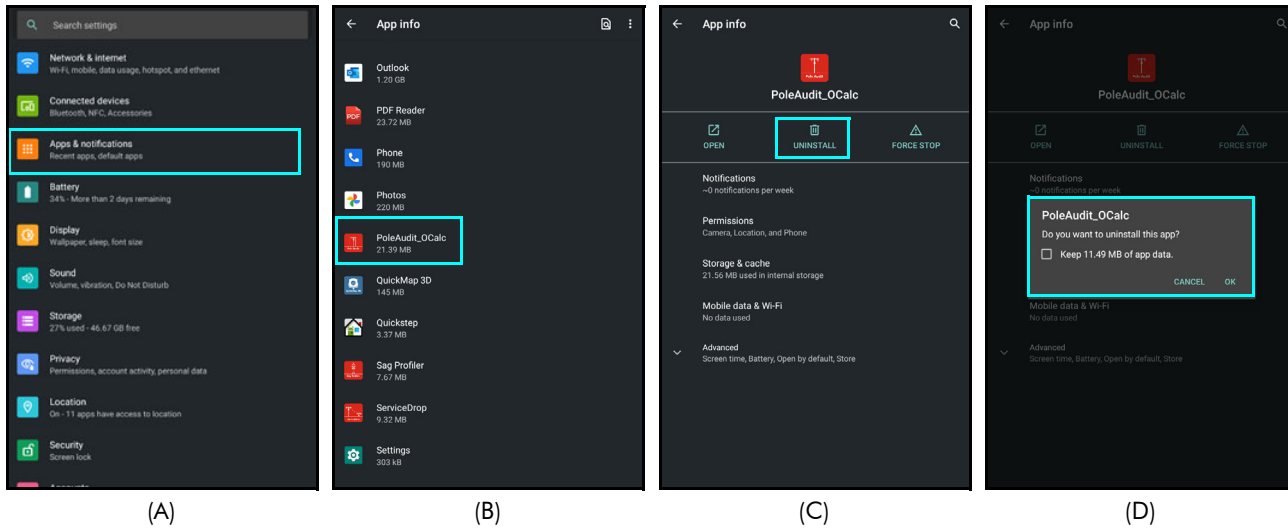 Search settings
Network & internet
Wi-Fi, mobile, data usage, hotspot, and ethernet
Connected devices
Bluetooth, NFC, Accessories
Apps & notifications
Recent apps, default apps
Battery
34% - More than 2 days remaining
Display
Wallpaper, sleep, font size
Sound
Volume, vibration, Do Not Disturb
Storage
27% used - 46.67 GB free
Privacy
Permissions, account activity, personal data
Location
On - 11 apps have access to location
Security
Screen lock
(A)
App info
Outlook
1.20 GB
PDF
PDF Reader
23.72 MB
Phone
190 MB
Photos
220 MB
PoleAudit_OCalc
21.39 MB
QuickMap 3D
145 MB
Quickstep
3.37 MB
Sag Profiler
7.67 MB
ServiceDrop
9.32 MB
Settings
303 kB
(B)
App info
Pole Audit
PoleAudit_OCalc
OPEN
UNINSTALL
FORCE STOP
Notifications
~0 notifications per week
Permissions
Camera, Location, and Phone
Storage & cache
21.56 MB used in internal storage
Mobile data & Wi-Fi
No data used
Advanced
Screen time, Battery, Open by default, Store
(C)
App info
Pole Audit
PoleAudit_OCalc
OPEN
UNINSTALL
FORCE STOP
Notifications
~0 notifications per week
PoleAudit_OCalc
Do you want to uninstall this app?
Keep 11.49 MB of app data.
CANCEL OK
Mobile data & Wi-Fi
No data used
Advanced
Screen time, Battery, Open by default, Store
(D)